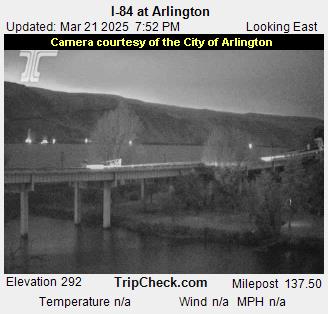 I-84 at Arlington
Updated: Mar 21 2025 7:52 PM Looking East
Camera courtesy of the City of Arlington
Elevation 292 TripCheck.com Milepost 137.50
Temperature n/a Wind n/a MPH n/a